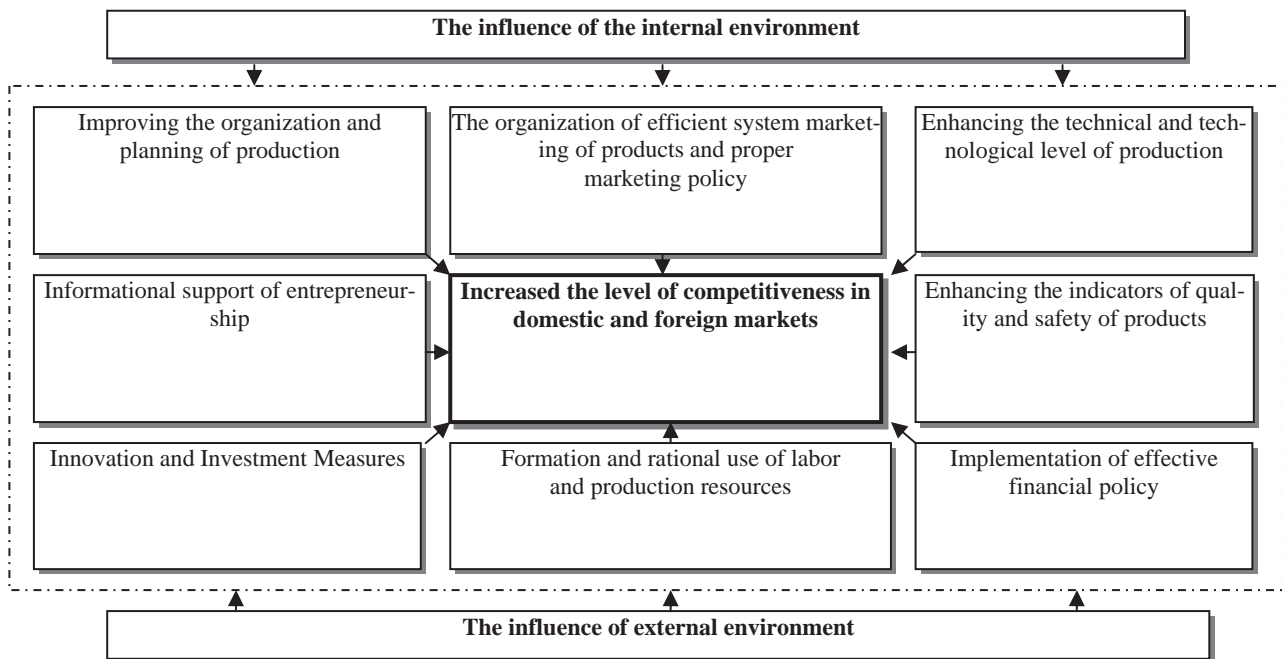 The influence of the internal environment
Improving the organization and
planning of production
The organization of efficient system market-
ing of products and proper
marketing policy
Enhancing the technical and tech-
nological level of production
Informational support of entrepreneur-
ship
Increased the level of competitiveness in
domestic and foreign markets
Enhancing the indicators of qual-
ity and safety of products
Innovation and Investment Measures
Formation and rational use of labor
and production resources
Implementation of effective
financial policy
The influence of external environment